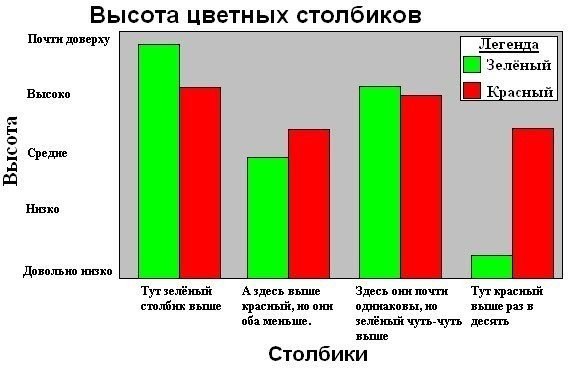 Высота цветных столбиков
Почти доверху
Высоко
Средне
Низко
Довольно низко
Высота
Легенда
Зелёный
Красный
Тут зелёный
столбик выше
А здесь выше
красный, но они
оба меньше.
Здесь они почти
одинаковы, но
зелёный чуть-чуть
выше
Тут красный
выше раз в
десять
Столбики